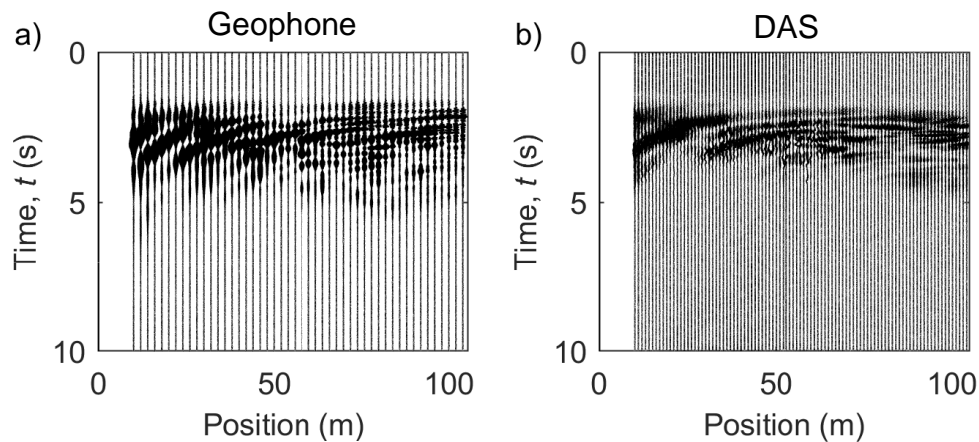 a) Geophone
0
5
10
Time, t (s)
0 50 100
Position (m)
b) DAS
0
5
10
Time, t (s)
0 50 100
Position (m)